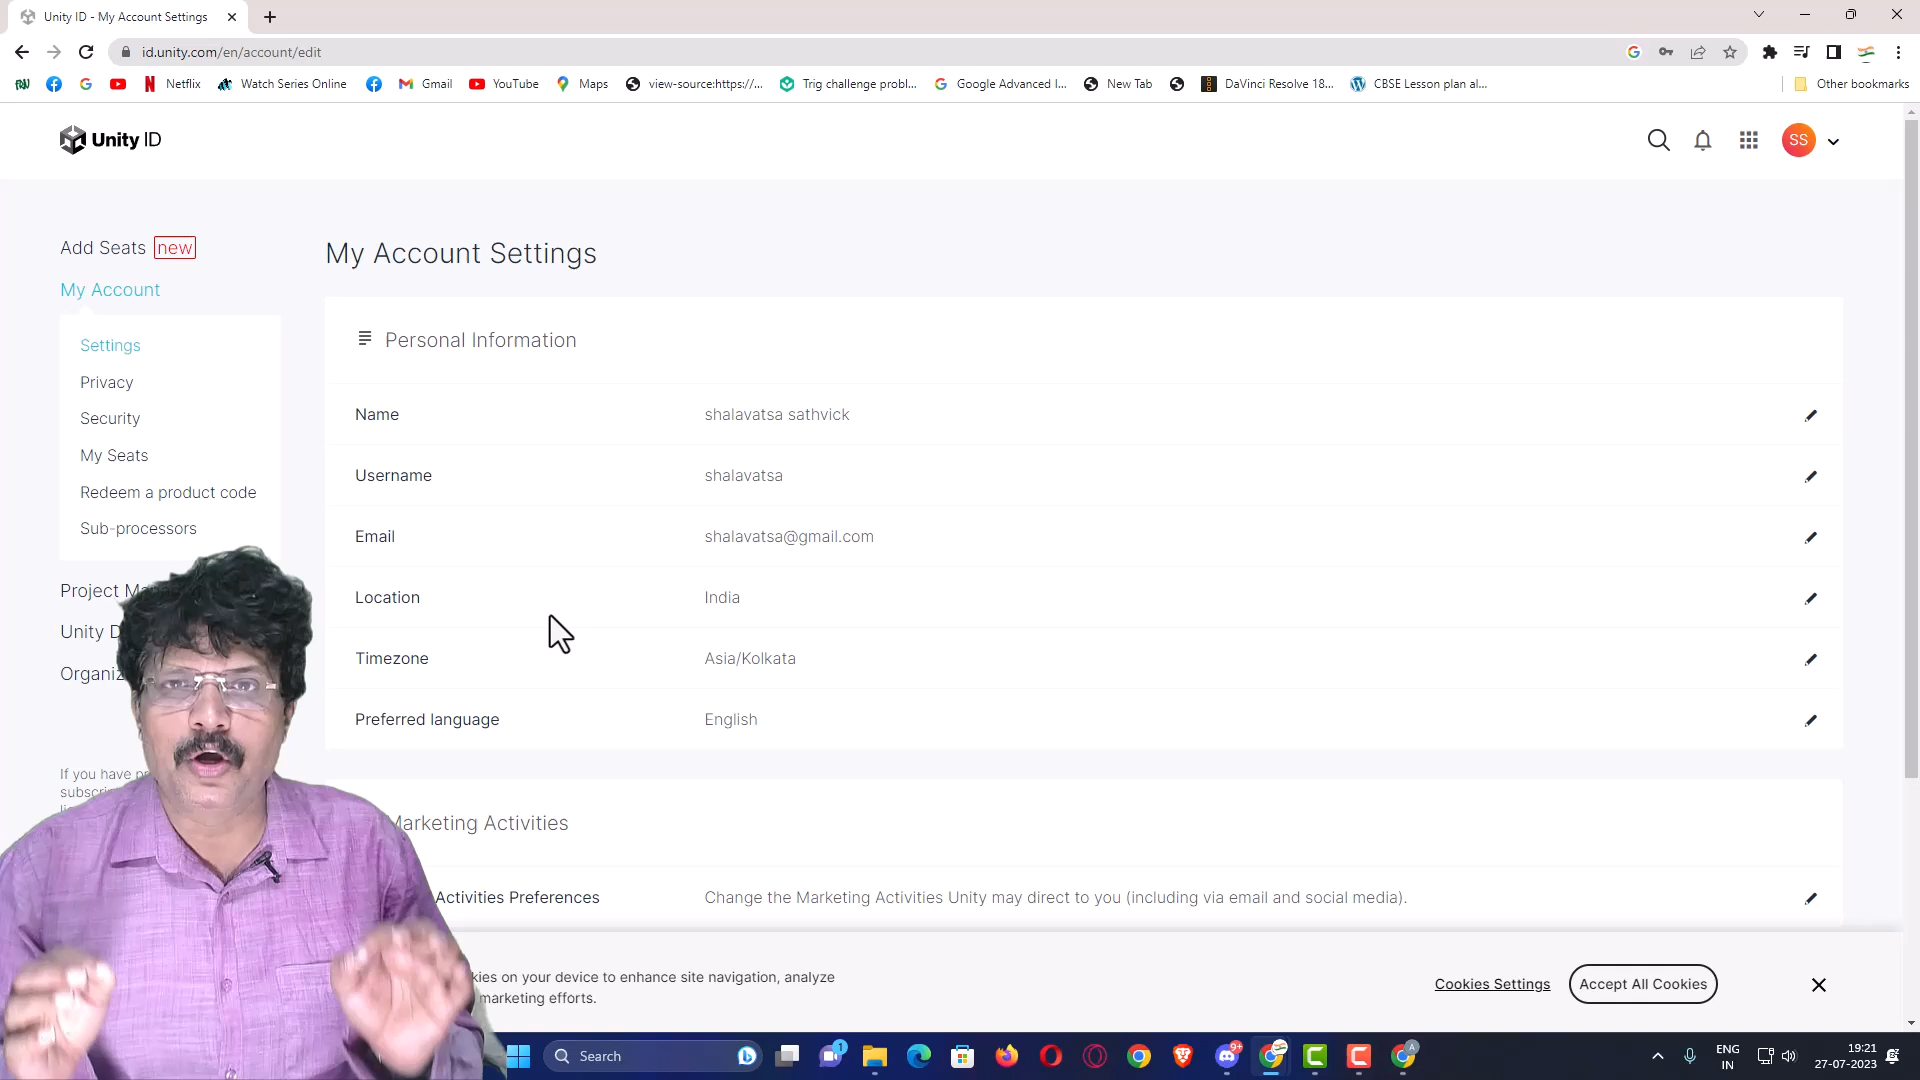 Unity ID - My Account Settings
id.unity.com/en/account/edit
Netflix
Watch Series Online
Gmail
YouTube
Maps
view-source:https://...
Trig challenge probl...
Google Advanced I...
New Tab
DaVinci Resolve 18...
CBSE Lesson plan al...
Other bookmarks
Unity ID
SS
Add Seats new
My Account
Settings
Privacy
Security
My Seats
Redeem a product code
Sub-processors
Project
Unity
My Account Settings
Personal Information
Name shalavatsa sathvick
Username shalavatsa
Email shalavatsa@gmail.com
Location India
Timezone Asia/Kolkata
Preferred language English
If you have
Marketing Activities
Activities Preferences Change the Marketing Activities Unity may direct to you (including via email and social media).
on your device to enhance site navigation, analyze
marketing efforts.
Cookies Settings
Accept All Cookies
Search
1
9+
A
ENG
IN
19:21
27-07-2023